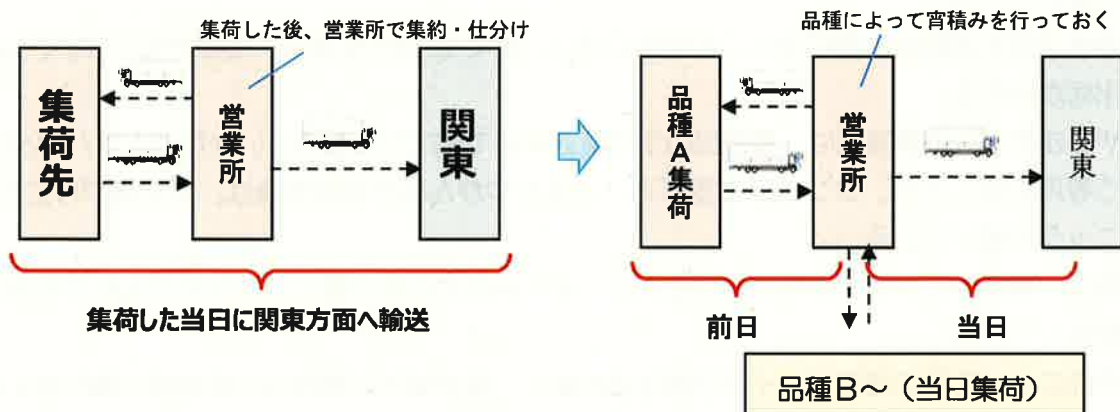 集荷した後、営業所で集約・仕分け
集荷先
営業所
関東
集荷した当日に関東方面へ輸送
品種によって宵積みを行っておく
品種A集荷
営業所
関東
前日
当日
品種B～（当日集荷）